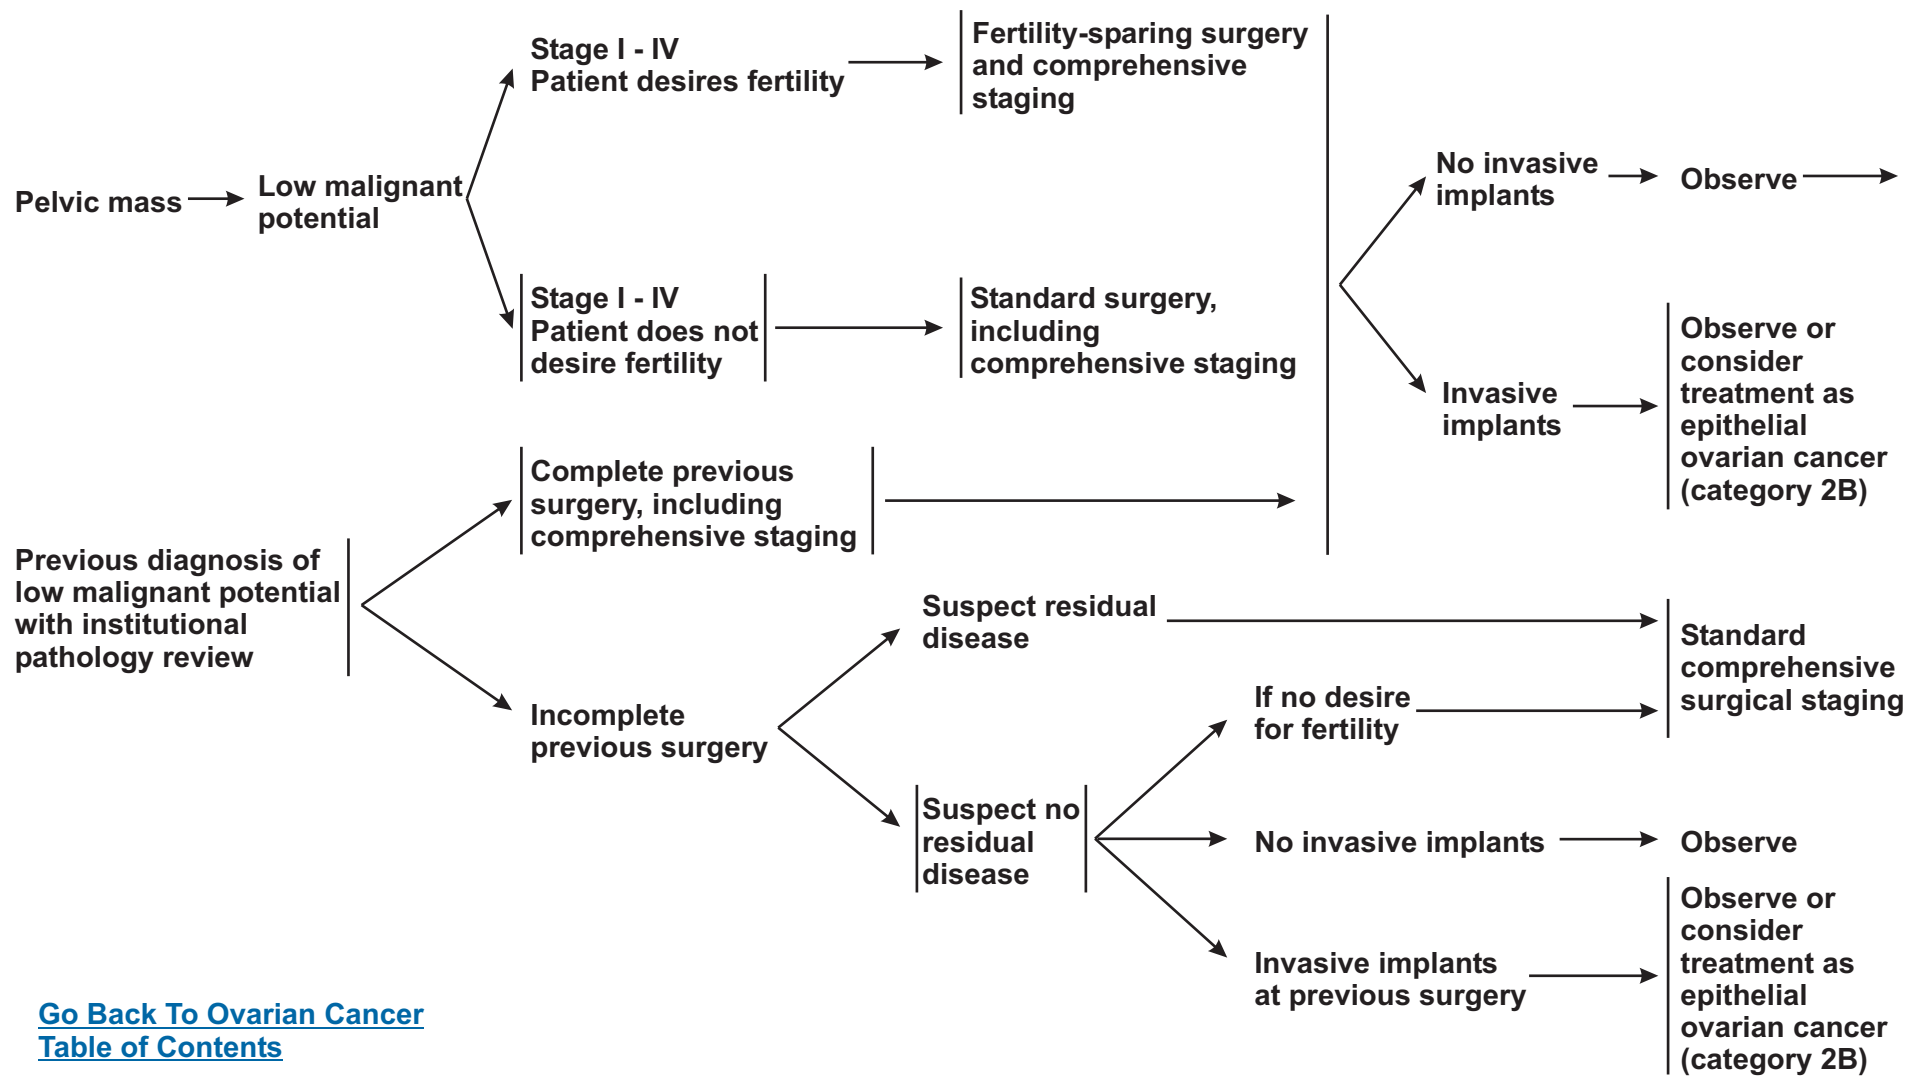 Pelvic mass
Low malignant
potential
Stage I - IV
Patient desires fertility
Fertility-sparing surgery
and comprehensive
staging
Stage I - IV
Patient does not
desire fertility
Standard surgery,
including
comprehensive staging
No invasive
implants
Observe
Invasive
implants
Observe or
consider
treatment as
epithelial
ovarian cancer
(category 2B)
Previous diagnosis of
low malignant potential
with institutional
pathology review
Complete previous
surgery, including
comprehensive staging
Incomplete
previous surgery
Suspect residual
disease
Suspect no
residual
disease
If no desire
for fertility
Standard
comprehensive
surgical staging
No invasive implants
Observe
Invasive implants
at previous surgery
Observe or
consider
treatment as
epithelial
ovarian cancer
(category 2B)
Go Back To Ovarian Cancer
Table of Contents